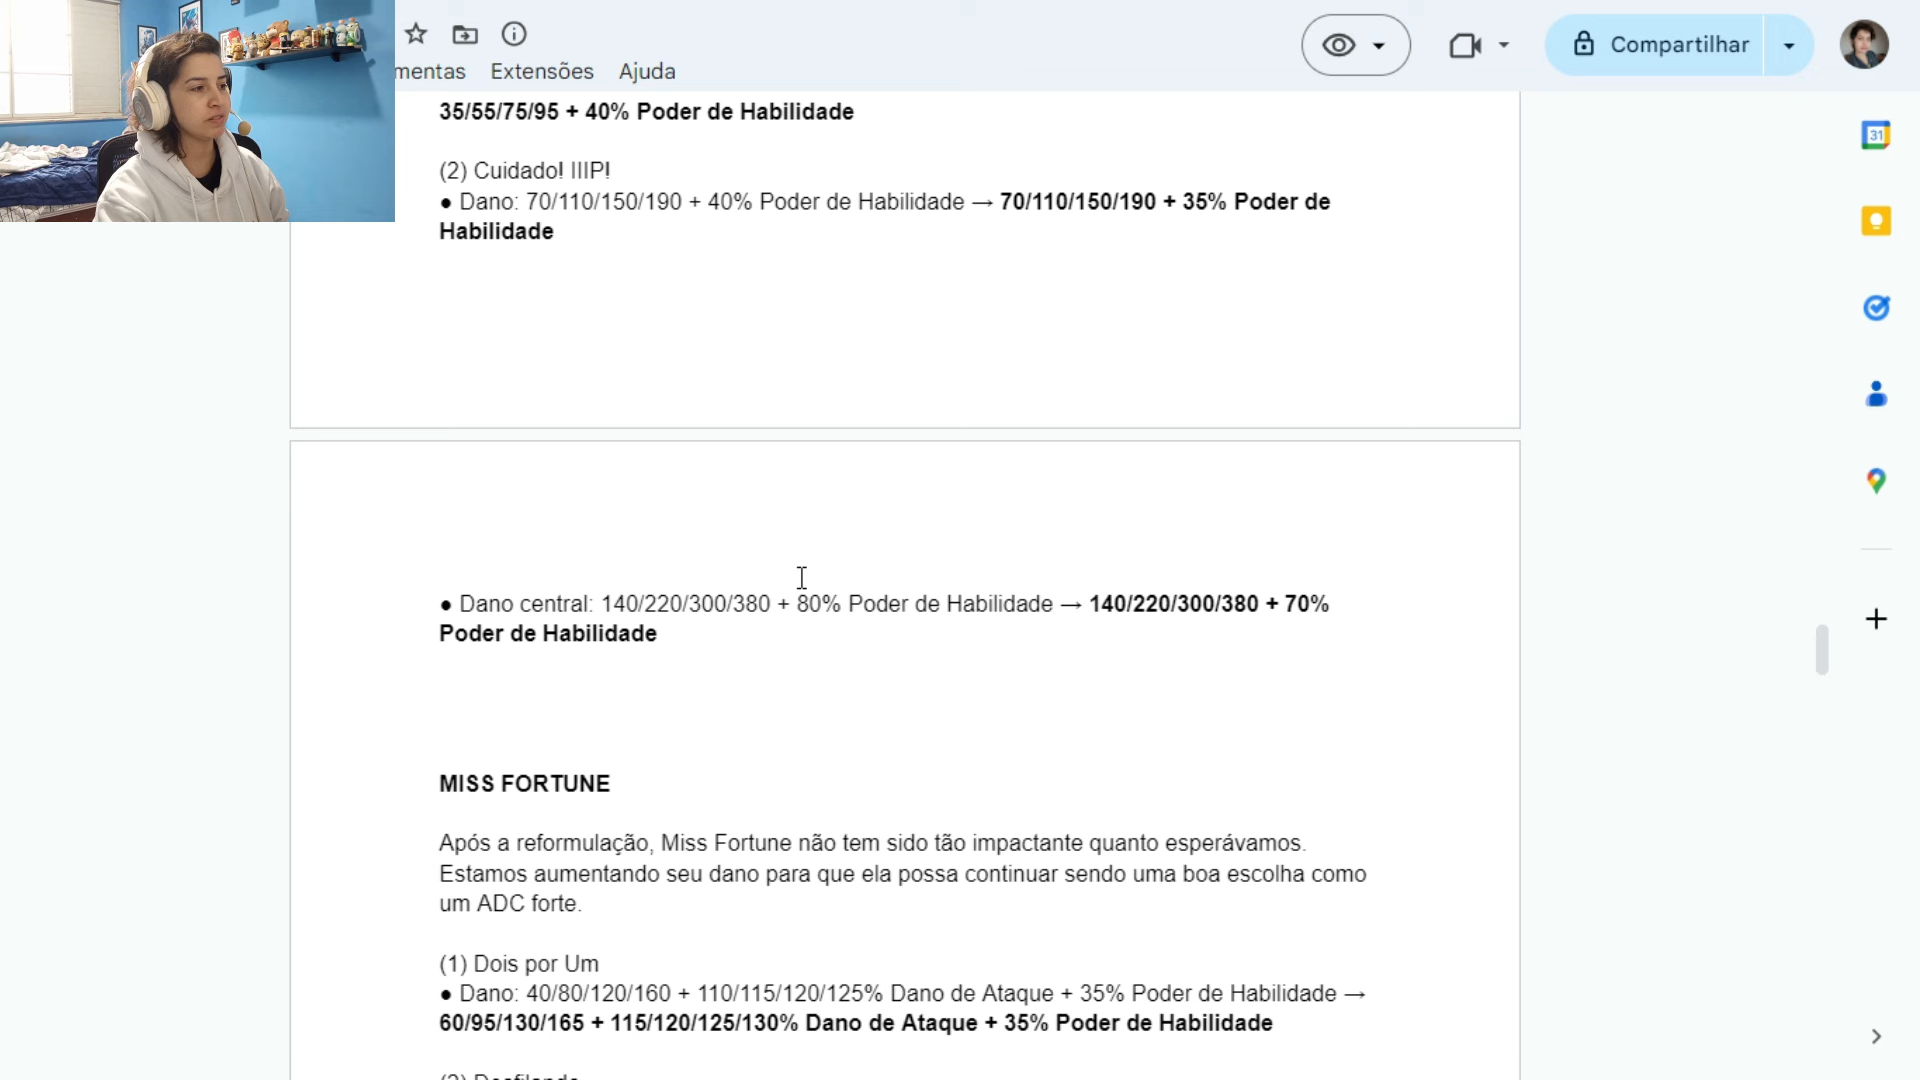 mentas Extensões Ajuda
Compartilhar
31
35/55/75/95 + 40% Poder de Habilidade
(2) Cuidado! IIIP!
● Dano: 70/110/150/190 + 40% Poder de Habilidade → 70/110/150/190 + 35% Poder de
Habilidade
● Dano central: 140/220/300/380 + 80% Poder de Habilidade → 140/220/300/380 + 70%
Poder de Habilidade
MISS FORTUNE
Após a reformulação, Miss Fortune não tem sido tão impactante quanto esperávamos.
Estamos aumentando seu dano para que ela possa continuar sendo uma boa escolha como
um ADC forte.
(1) Dois por Um
● Dano: 40/80/120/160 + 110/115/120/125% Dano de Ataque + 35% Poder de Habilidade →
60/95/130/165 + 115/120/125/130% Dano de Ataque + 35% Poder de Habilidade